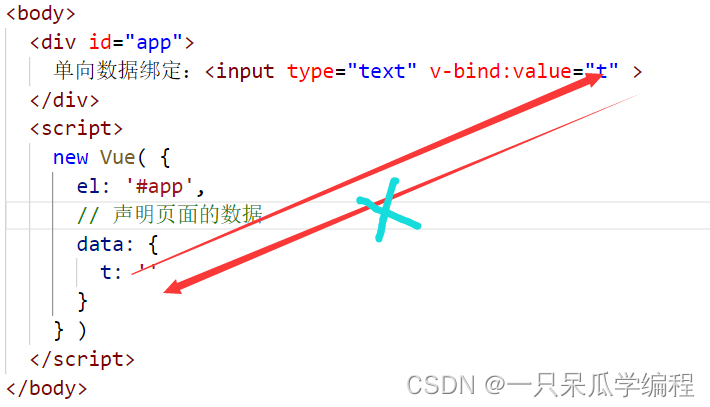 <body>
<div id="app">
单向数据绑定：<input type="text" v-bind:value="t" >
</div>
<script>
new Vue( {
el: '#app',
// 声明页面的数据
data: {
t: ''
}
} )
</script>
</body>
CSDN @一只呆瓜学编程